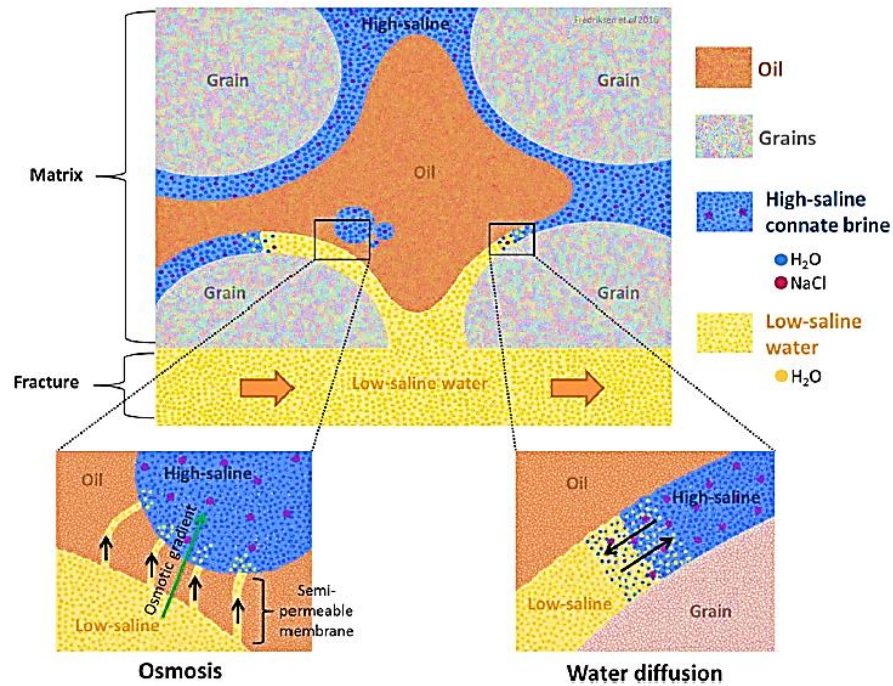 High-saline
Fredriksen et al 2016
Grain
Grain
Matrix
Oil
Grain
Grain
Fracture
Low-saline water
Oil
Grains
High-saline
connate brine
H₂O
NaCl
Low-saline
water
H₂O
Oil
High-saline
Osmotic gradient
Low-saline
Semi-
permeable
membrane
Osmosis
Oil
High-saline
Low-saline
Grain
Water diffusion